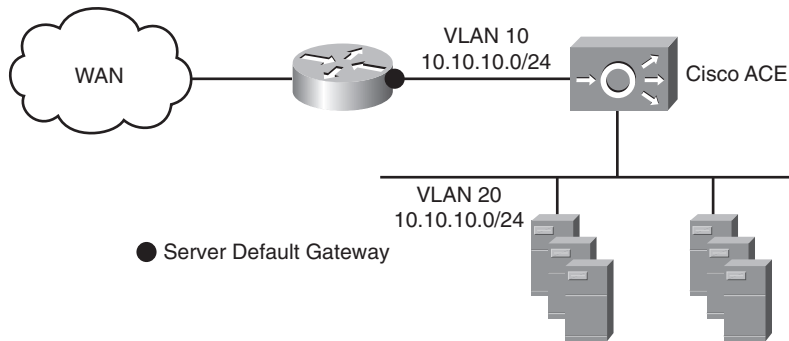 WAN
VLAN 10
10.10.10.0/24
Cisco ACE
VLAN 20
10.10.10.0/24
Server Default Gateway